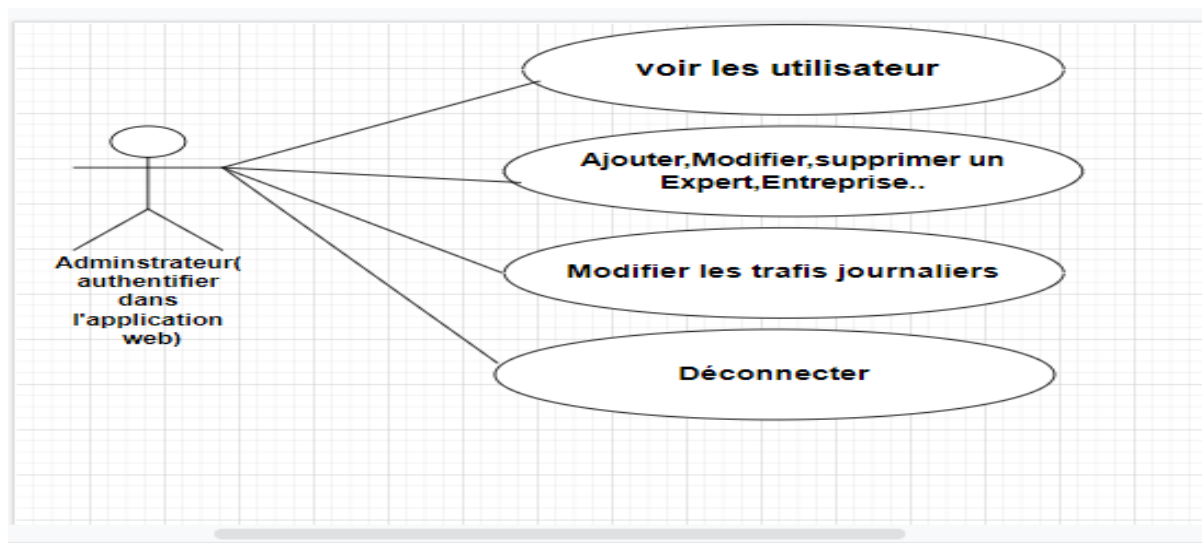 voir les utilisateur
Ajouter,Modifier,supprimer un
Expert,Entreprise..
Modifier les trafis journaliers
Déconnecter
Adminstrateur(
authentifier
dans
l'application
web)